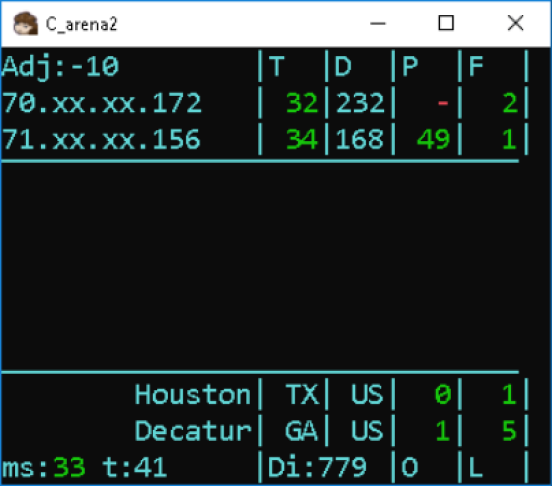 C_arena2
Adj:-10 |T |D |P |F |
70.xx.xx.172 | 32|232| -| 2|
71.xx.xx.156 | 34|168| 49| 1|
Houston| TX| US| 0| 1|
Decatur| GA| US| 1| 5|
ms:33 t:41 |Di:779 |O |L |